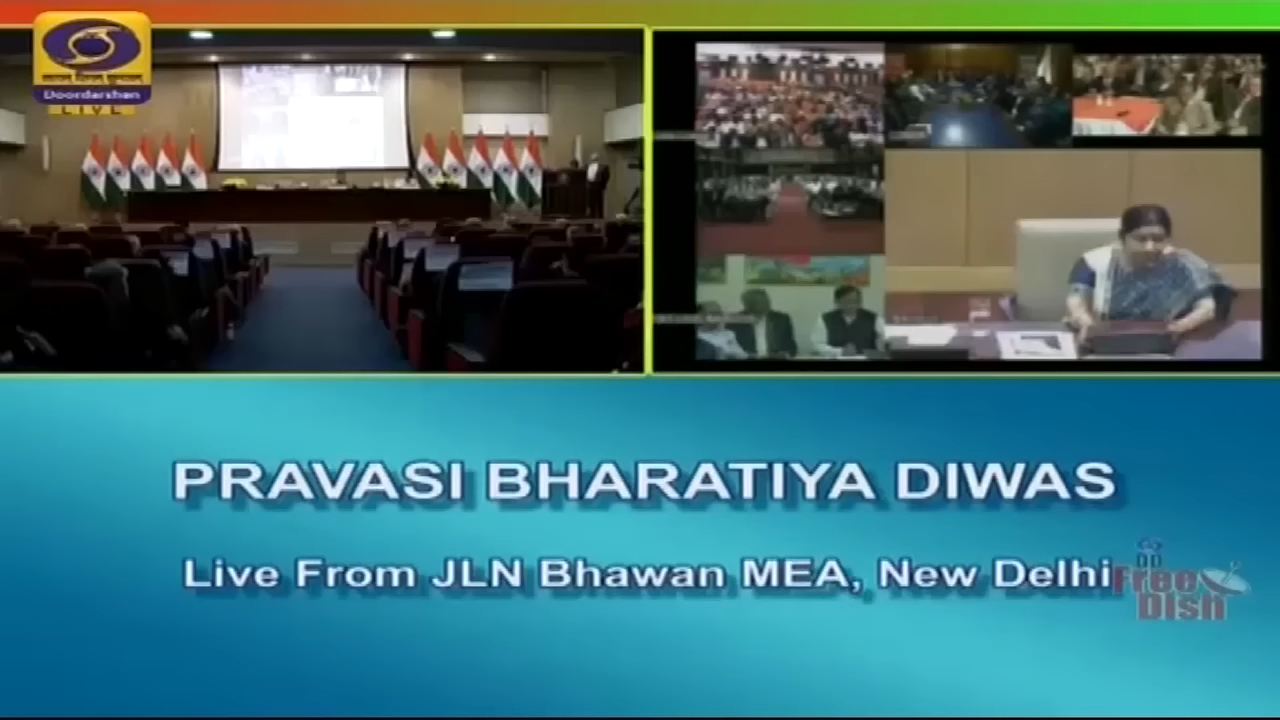 Doordarshan
LIVE
PRAVASI BHARATIYA DIWAS
Live From JLN Bhawan MEA, New Delhi
DD
Free
Dish